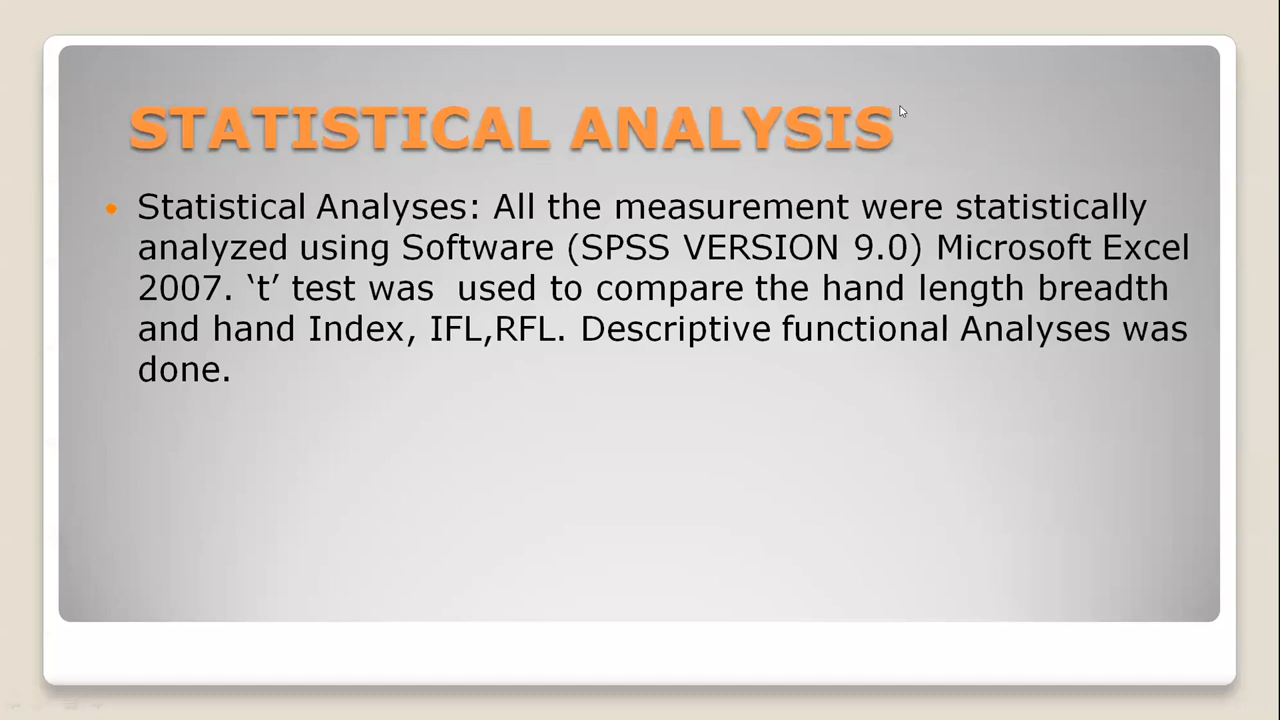 STATISTICAL ANALYSIS
• Statistical Analyses: All the measurement were statistically
analyzed using Software (SPSS VERSION 9.0) Microsoft Excel
2007. ‘t’ test was  used to compare the hand length breadth
and hand Index, IFL,RFL. Descriptive functional Analyses was
done.